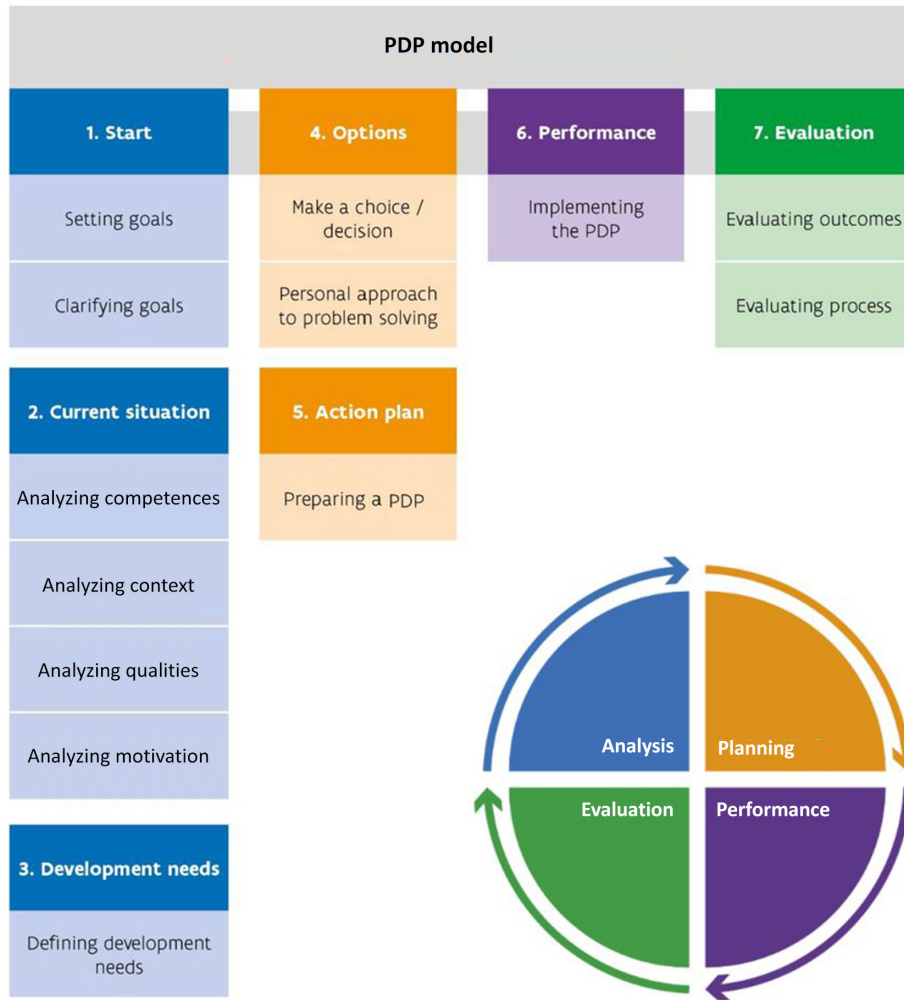 PDP model
1. Start
Setting goals
Clarifying goals
2. Current situation
Analyzing competences
Analyzing context
Analyzing qualities
Analyzing motivation
3. Development needs
Defining development
needs
4. Options
Make a choice /
decision
Personal approach
to problem solving
5. Action plan
Preparing a PDP
6. Performance
Implementing
the PDP
7. Evaluation
Evaluating outcomes
Evaluating process
Analysis
Planning
Evaluation
Performance